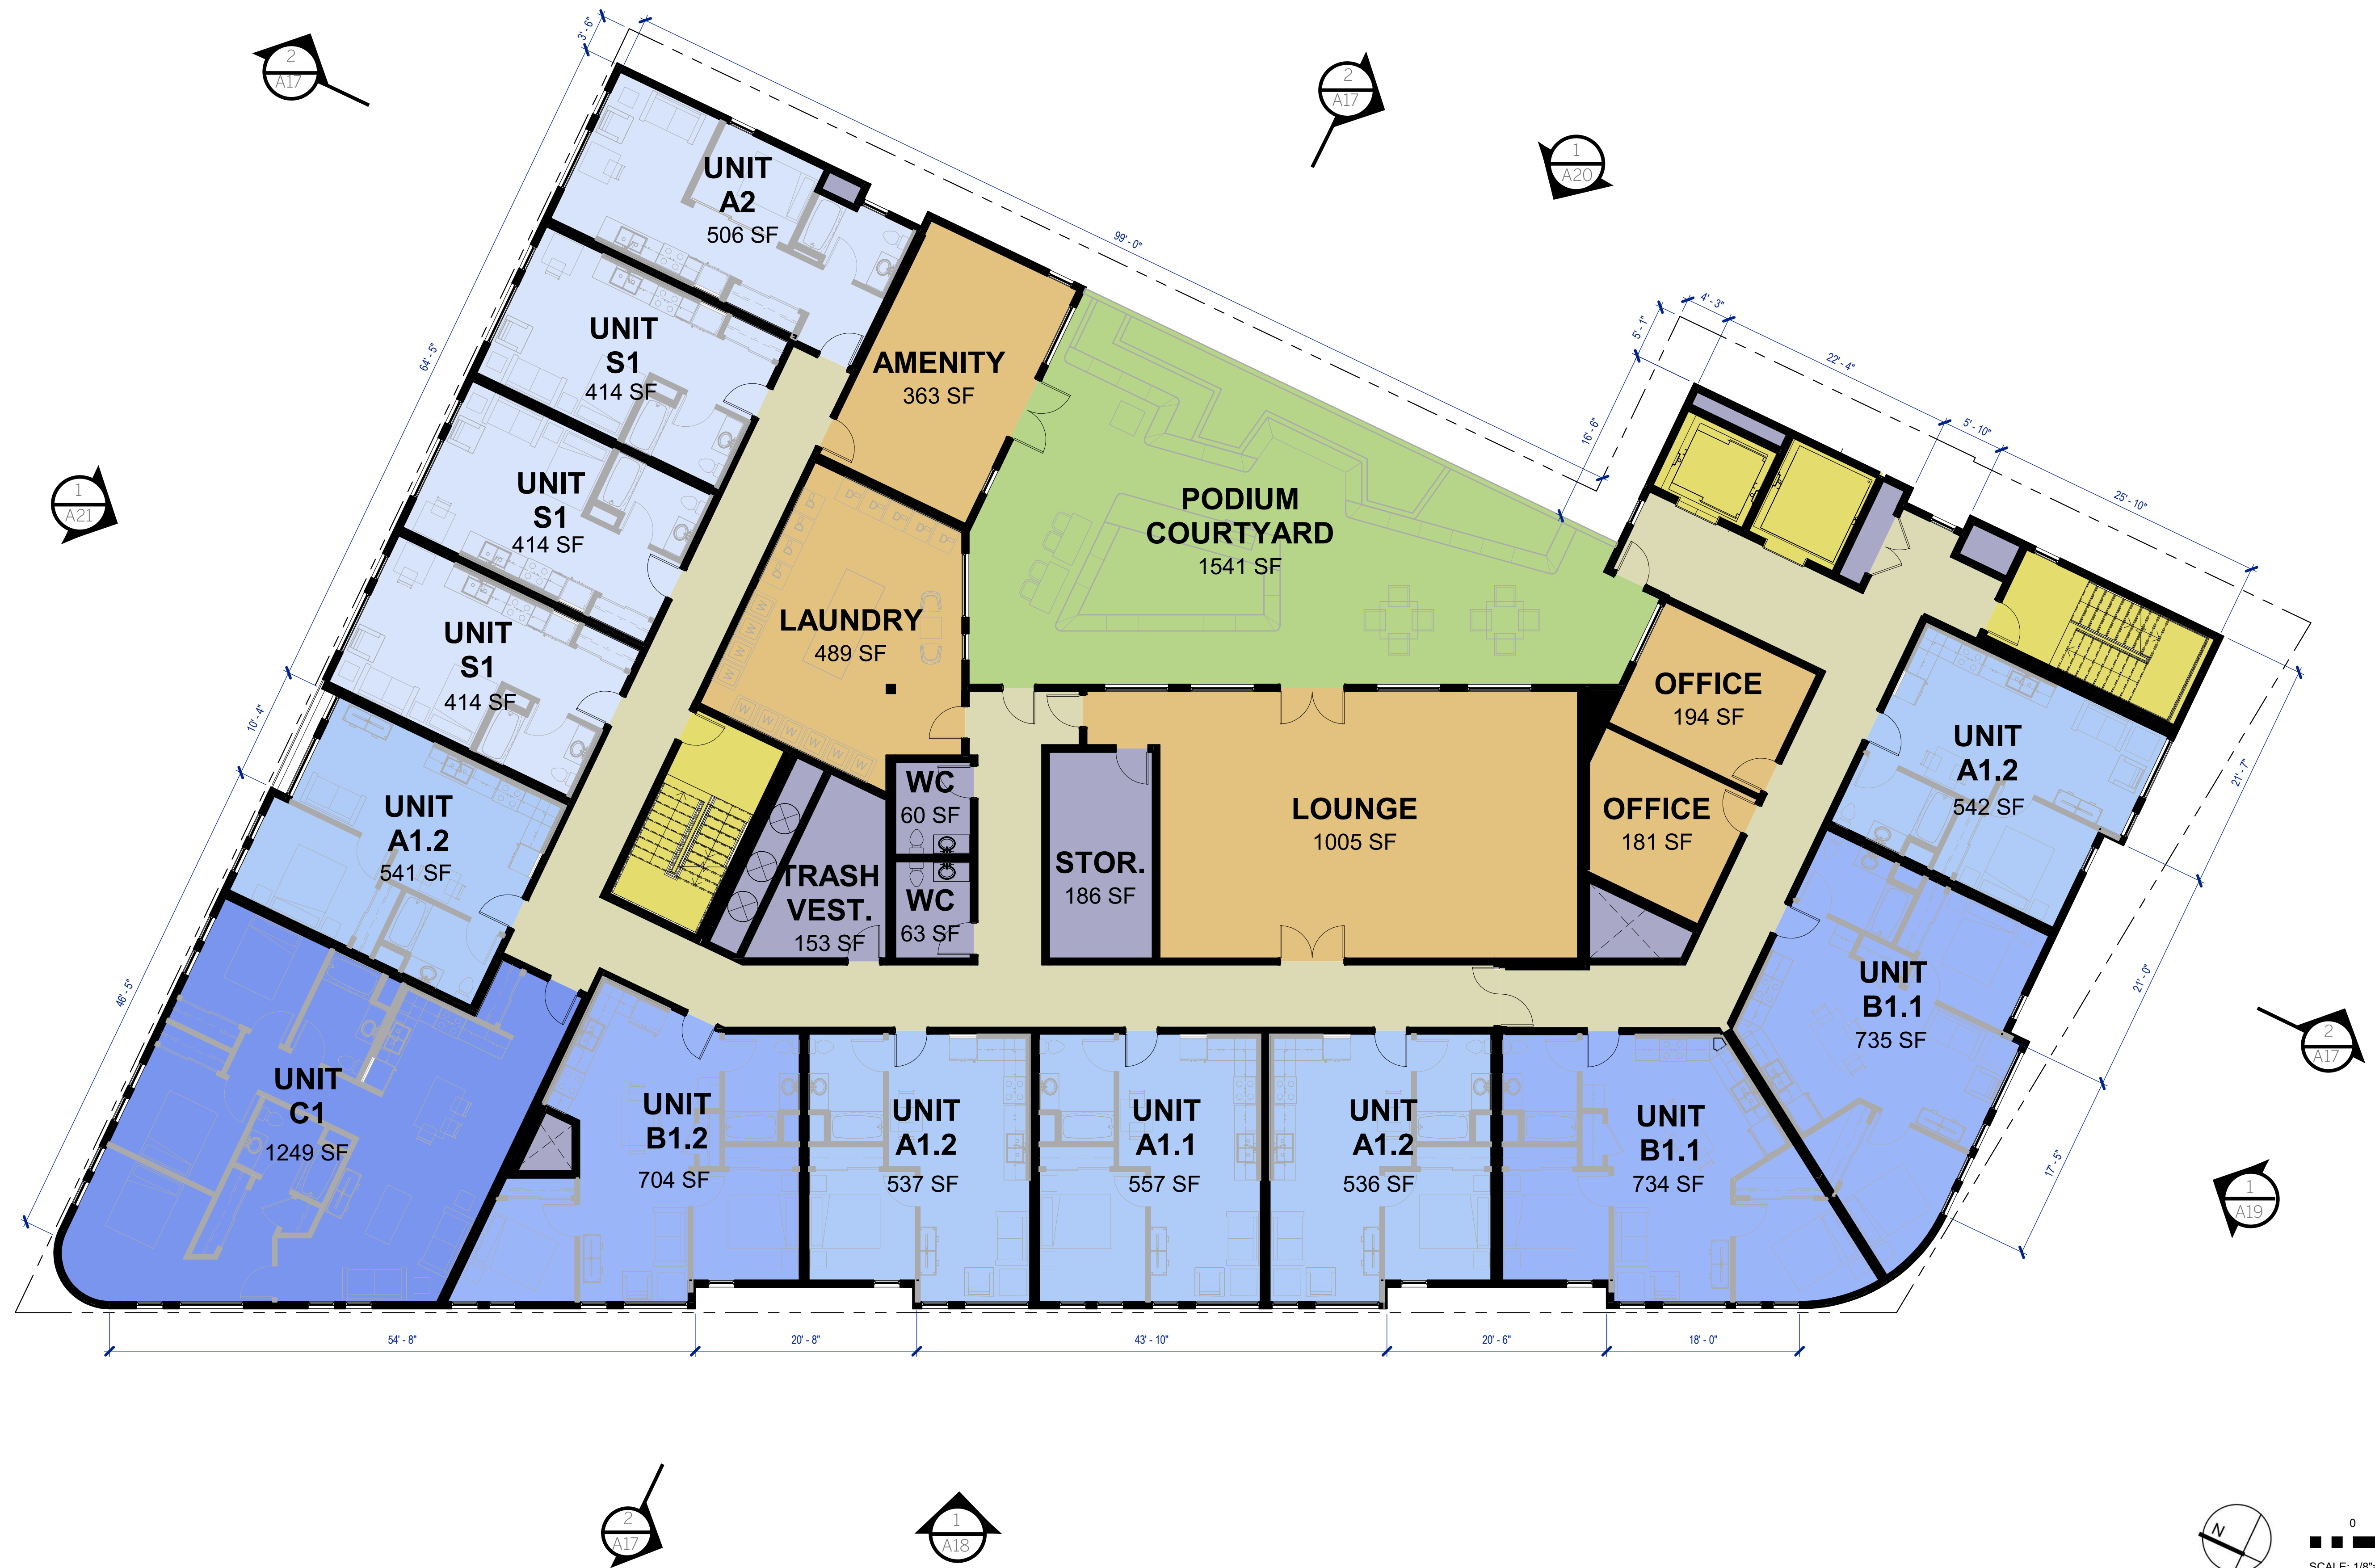 2
A17
3' - 6"
2
A17
1
A20
99' - 0"
UNIT
A2
506 SF
64' - 5"
UNIT
S1
414 SF
AMENITY
363 SF
4' - 3"
5' - 1"
22' - 4"
16' - 6"
5' - 10"
25' - 10"
1
A21
UNIT
S1
414 SF
PODIUM
COURTYARD
1541 SF
LAUNDRY
489 SF
W
W
W
W
W
W
W
W
W
W
W
UNIT
S1
414 SF
10' - 4"
OFFICE
194 SF
UNIT
A1.2
542 SF
21' - 7"
UNIT
A1.2
541 SF
WC
60 SF
LOUNGE
1005 SF
OFFICE
181 SF
TRASH
VEST.
153 SF
WC
63 SF
STOR.
186 SF
46' - 5"
UNIT
B1.1
735 SF
21' - 0"
2
A17
UNIT
C1
1249 SF
UNIT
B1.2
704 SF
UNIT
A1.2
537 SF
UNIT
A1.1
557 SF
UNIT
A1.2
536 SF
UNIT
B1.1
734 SF
17' - 5"
1
A19
54' - 8"
20' - 8"
43' - 10"
20' - 6"
18' - 0"
2
A17
1
A18
N
0